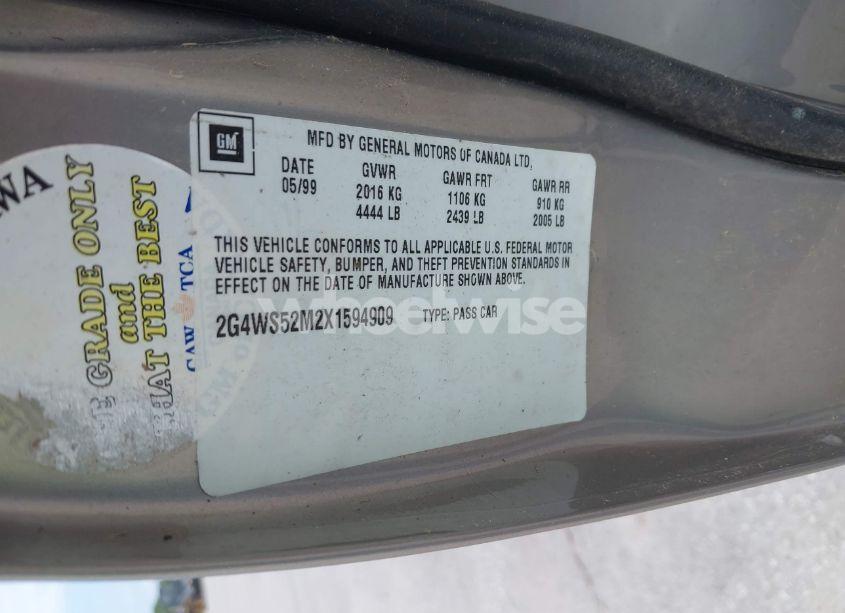 GM
MFD BY GENERAL MOTORS OF CANADA LTD,
DATE GVWR GAWR FRT GAWR RR
05/99 2016 KG 1106 KG 910 KG
4444 LB 2439 LB 2005 LB
THIS VEHICLE CONFORMS TO ALL APPLICABLE U.S. FEDERAL MOTOR
VEHICLE SAFETY, BUMPER, AND THEFT PREVENTION STANDARDS IN
EFFECT ON THE DATE OF MANUFACTURE SHOWN ABOVE.
2G4WS52M2X1594909 TYPE: PASS CAR
wheelwise
GRADE ONLY
and
THAT THE BEST
CAW TCA
GM